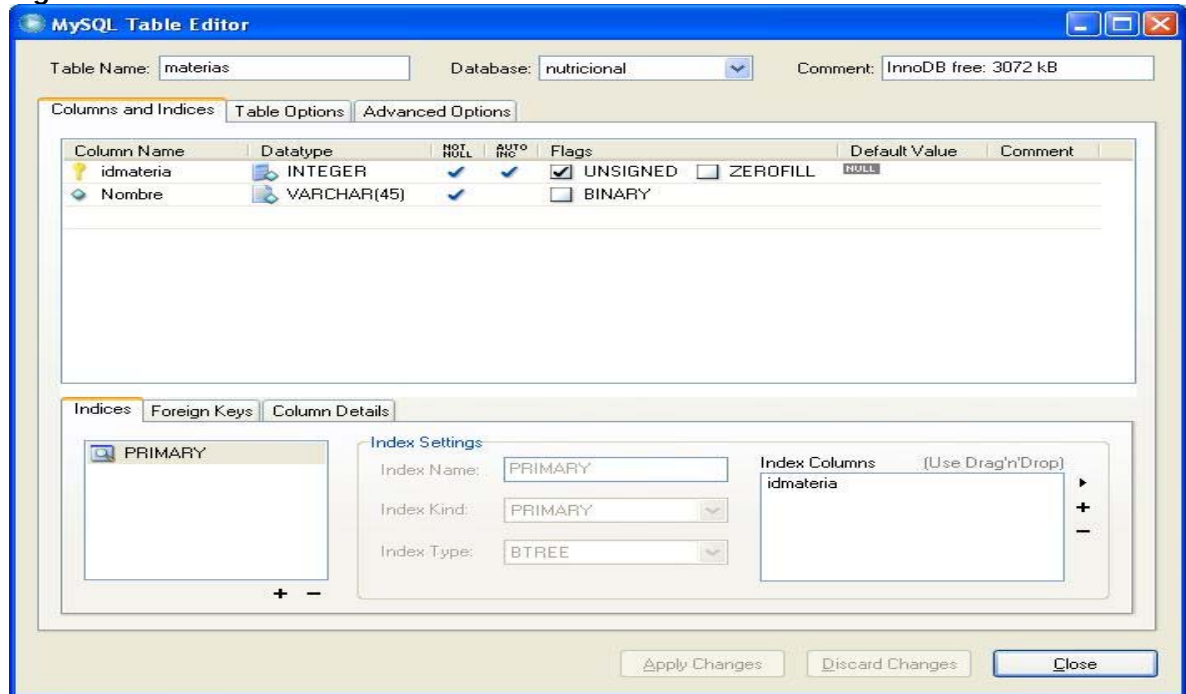 MySQL Table Editor
Table Name: materias Database: nutricional Comment: InnoDB free: 3072 kB
Columns and Indices Table Options Advanced Options
Column Name Datatype NOT NULL AUTO INC Flags Default Value Comment
idmateria INTEGER UNSIGNED ZEROFILL NULL
Nombre VARCHAR(45) BINARY
Indices Foreign Keys Column Details
PRIMARY
Index Settings
Index Name: PRIMARY
Index Kind: PRIMARY
Index Type: BTREE
Index Columns (Use Drag'n'Drop)
idmateria
Apply Changes Discard Changes Close